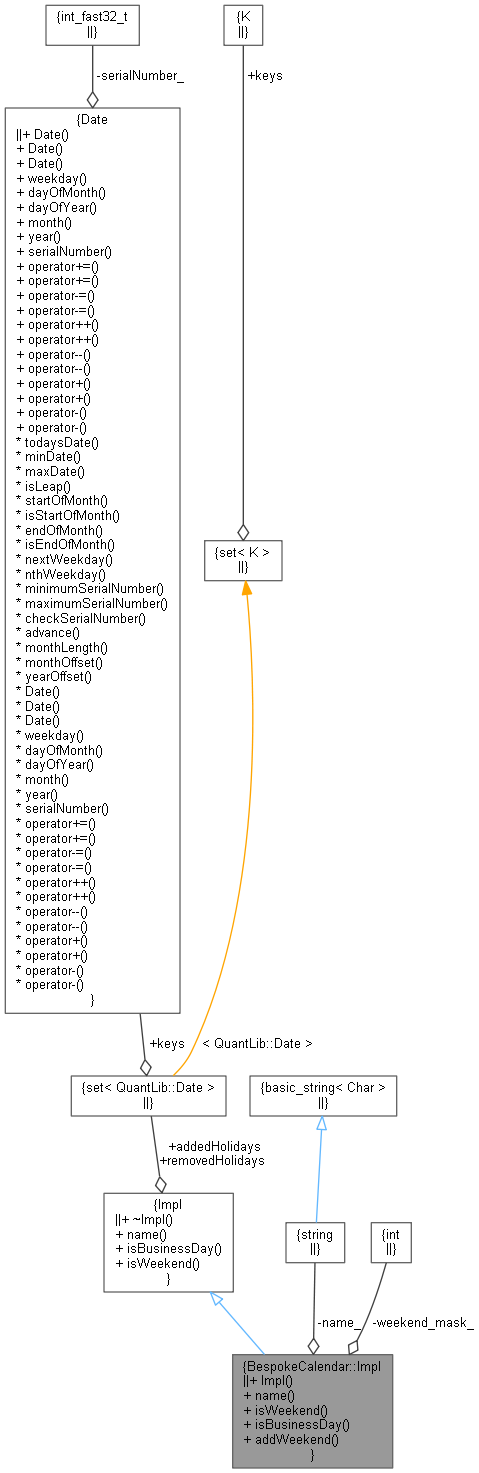 {int_fast32_t
||}
{K
||}
-serialNumber_
+keys
{Date
||+ Date()
+ Date()
+ Date()
+ weekday()
+ dayOfMonth()
+ dayOfYear()
+ month()
+ year()
+ serialNumber()
+ operator+=()
+ operator+=()
+ operator-=()
+ operator-=()
+ operator++()
+ operator++()
+ operator--()
+ operator--()
+ operator+()
+ operator+()
+ operator-()
+ operator-()
* todaysDate()
* minDate()
* maxDate()
* isLeap()
* startOfMonth()
* isStartOfMonth()
* endOfMonth()
* isEndOfMonth()
* nextWeekday()
* nthWeekday()
* minimumSerialNumber()
* maximumSerialNumber()
* checkSerialNumber()
* advance()
* monthLength()
* monthOffset()
* yearOffset()
* Date()
* Date()
* Date()
* weekday()
* dayOfMonth()
* dayOfYear()
* month()
* year()
* serialNumber()
* operator+=()
* operator+=()
* operator-=()
* operator-=()
* operator++()
* operator++()
* operator--()
* operator--()
* operator+()
* operator+()
* operator-()
* operator-()
}
{set< K >
||}
+keys
< QuantLib::Date >
{set< QuantLib::Date >
||}
{basic_string< Char >
||}
+addedHolidays
+removedHolidays
{Impl
||+ ~Impl()
+ name()
+ isBusinessDay()
+ isWeekend()
}
{string
||}
{int
||}
-name_
-weekend_mask_
{BespokeCalendar::Impl
||+ Impl()
+ name()
+ isWeekend()
+ isBusinessDay()
+ addWeekend()
}